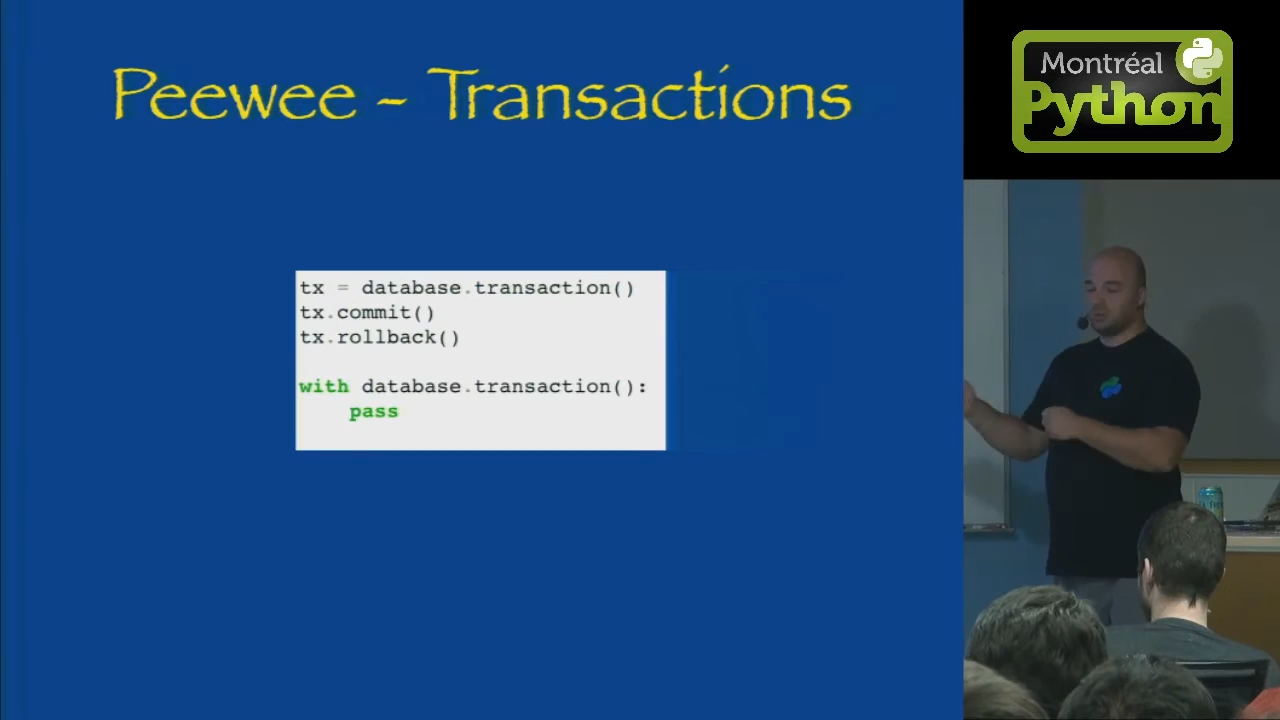 Peewee - Transactions
tx = database.transaction()
tx.commit()
tx.rollback()
with database.transaction():
pass
Montréal
Python